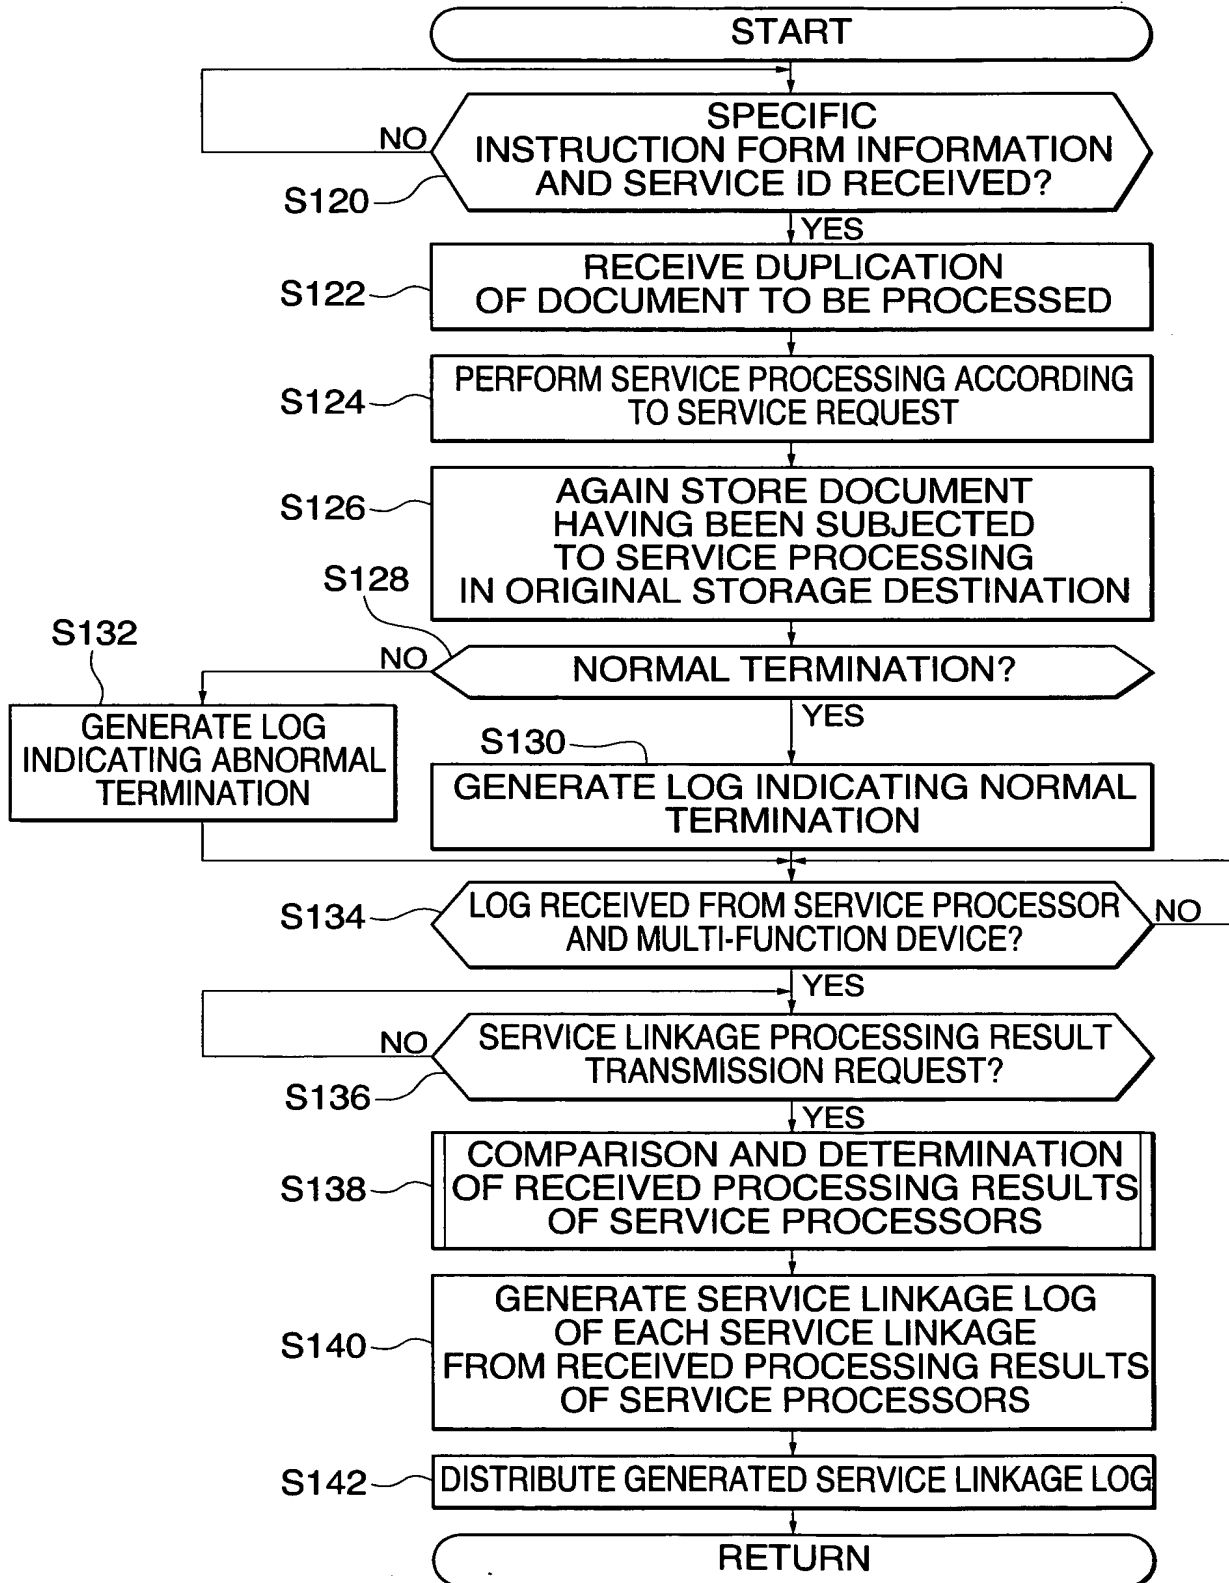 START
SPECIFIC
INSTRUCTION FORM INFORMATION
AND SERVICE ID RECEIVED?
NO
S120
YES
RECEIVE DUPLICATION
OF DOCUMENT TO BE PROCESSED
S122
PERFORM SERVICE PROCESSING ACCORDING
TO SERVICE REQUEST
S124
AGAIN STORE DOCUMENT
HAVING BEEN SUBJECTED
TO SERVICE PROCESSING
IN ORIGINAL STORAGE DESTINATION
S126
S128
NORMAL TERMINATION?
NO
YES
S132
GENERATE LOG
INDICATING ABNORMAL
TERMINATION
S130
GENERATE LOG INDICATING NORMAL
TERMINATION
S134
LOG RECEIVED FROM SERVICE PROCESSOR
AND MULTI-FUNCTION DEVICE?
NO
YES
SERVICE LINKAGE PROCESSING RESULT
TRANSMISSION REQUEST?
NO
S136
YES
COMPARISON AND DETERMINATION
OF RECEIVED PROCESSING RESULTS
OF SERVICE PROCESSORS
S138
GENERATE SERVICE LINKAGE LOG
OF EACH SERVICE LINKAGE
FROM RECEIVED PROCESSING RESULTS
OF SERVICE PROCESSORS
S140
S142
DISTRIBUTE GENERATED SERVICE LINKAGE LOG
RETURN